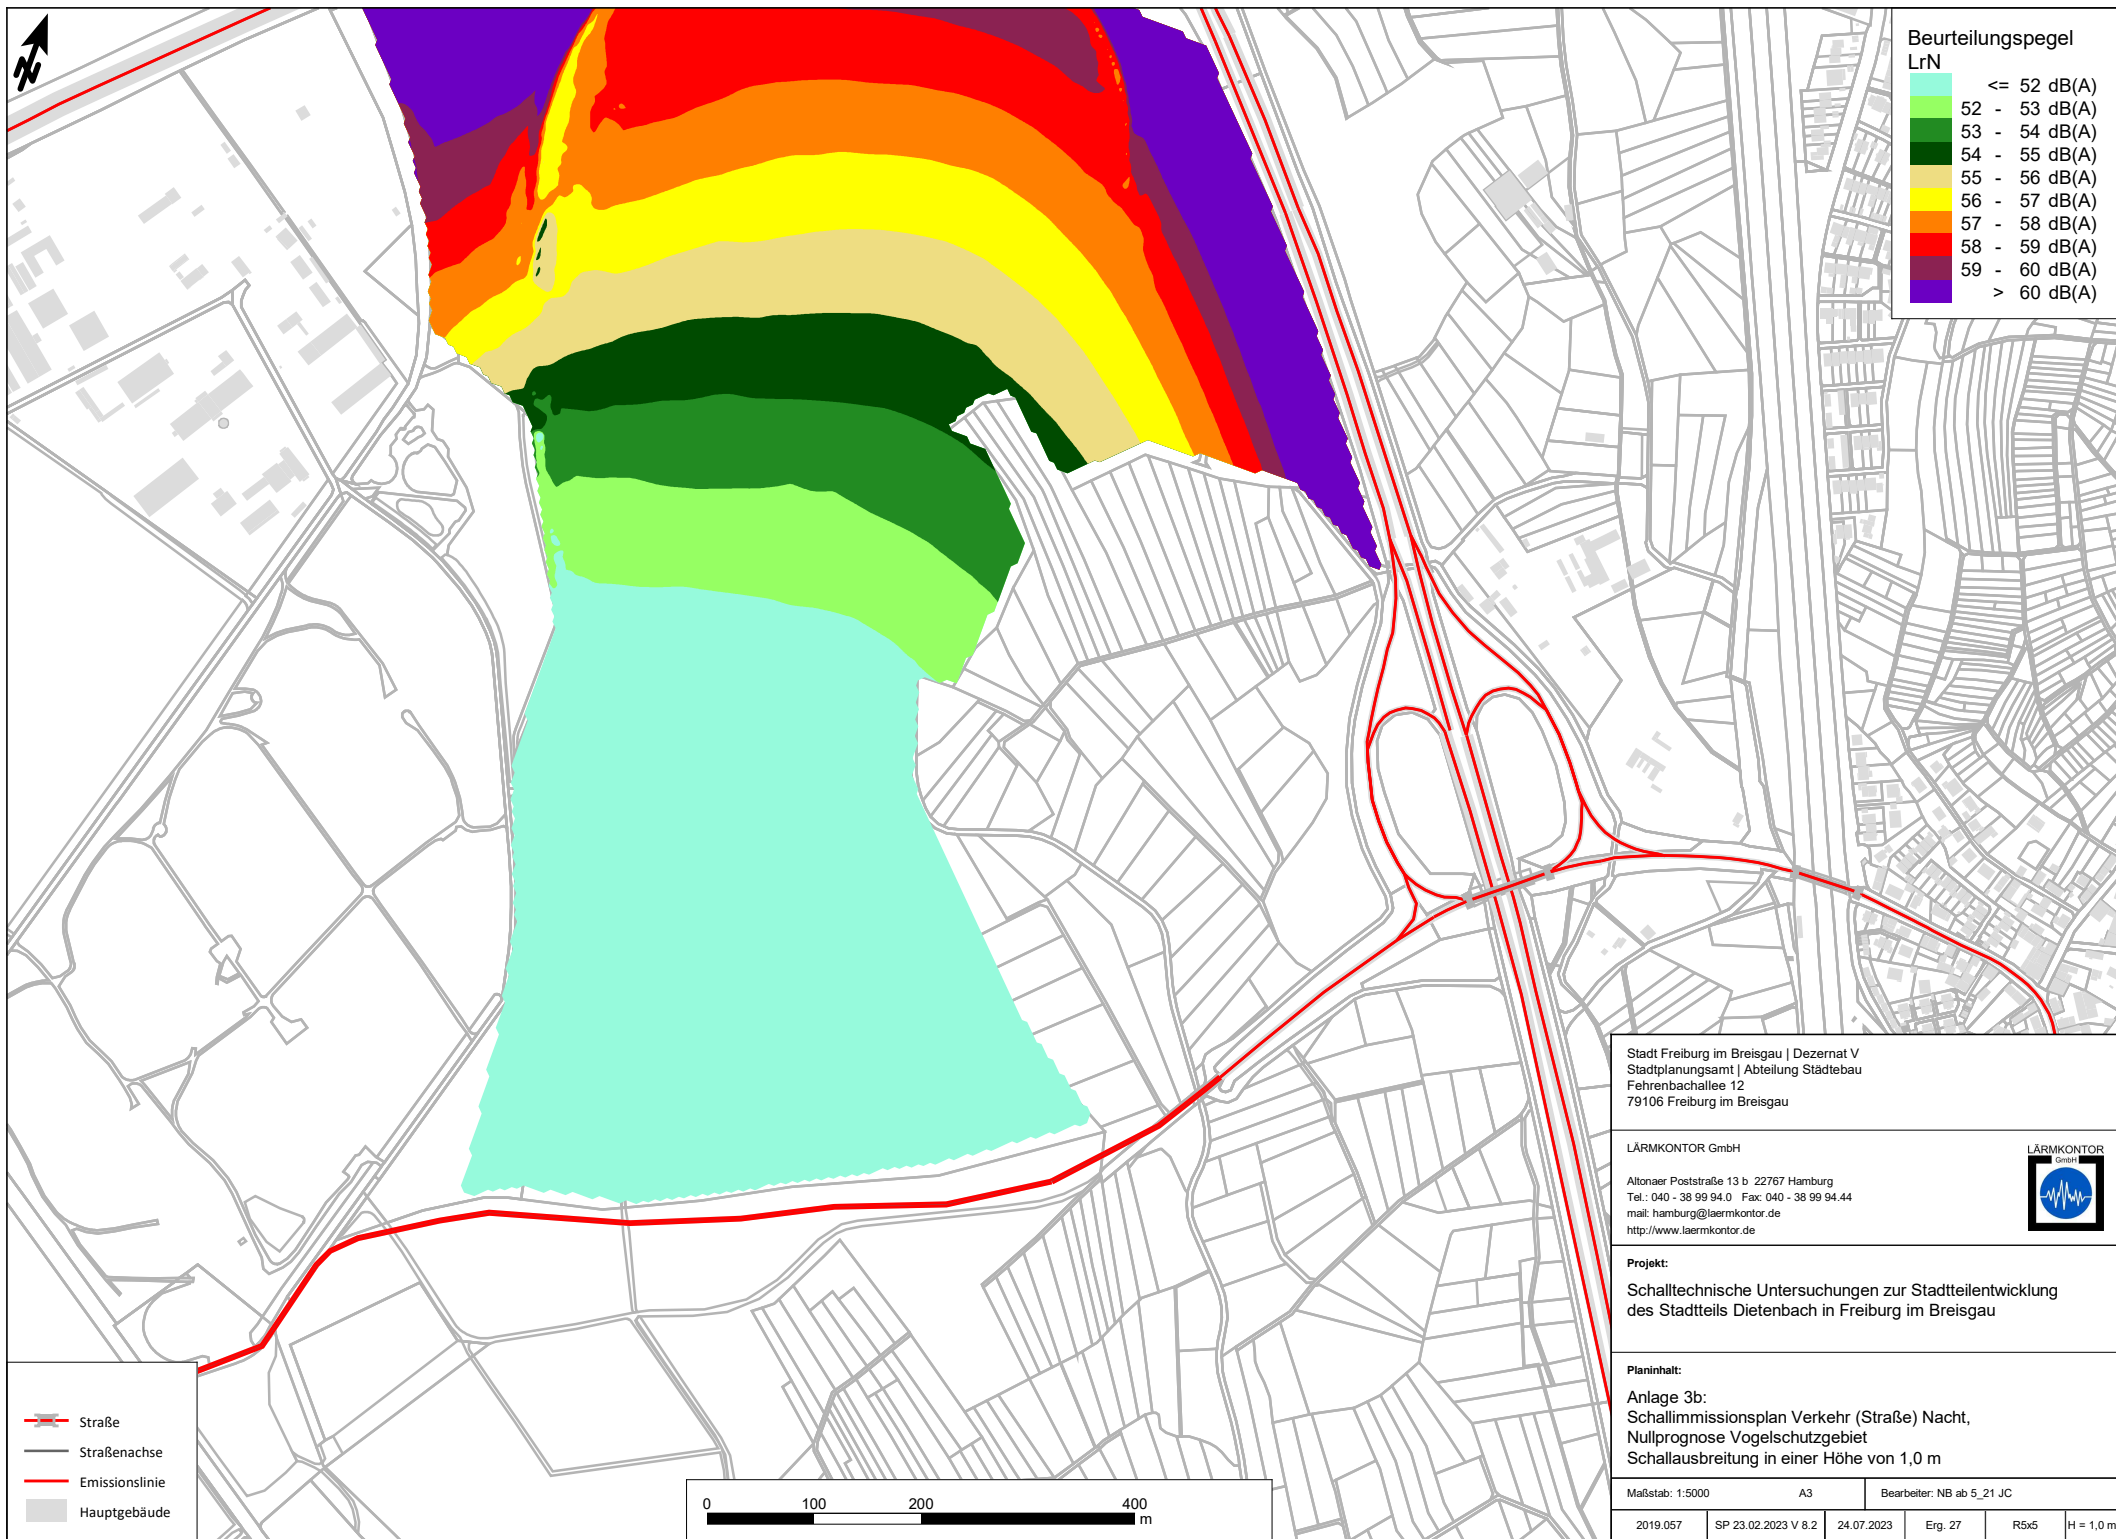 N
Beurteilungspegel
LrN
<= 52 dB(A)
52 - 53 dB(A)
53 - 54 dB(A)
54 - 55 dB(A)
55 - 56 dB(A)
56 - 57 dB(A)
57 - 58 dB(A)
58 - 59 dB(A)
59 - 60 dB(A)
> 60 dB(A)
Stadt Freiburg im Breisgau | Dezernat V
Stadtplanungsamt | Abteilung Städtebau
Fehrenbachallee 12
79106 Freiburg im Breisgau
LÄRMKONTOR GmbH
Altonaer Poststraße 13 b 22767 Hamburg
Tel.: 040 - 38 99 94.0 Fax: 040 - 38 99 94.44
mail: hamburg@laermkontor.de
http://www.laermkontor.de
LÄRMKONTOR
GmbH
Projekt:
Schalltechnische Untersuchungen zur Stadtteilentwicklung
des Stadtteils Dietenbach in Freiburg im Breisgau
Planinhalt:
Anlage 3b:
Schallimmissionsplan Verkehr (Straße) Nacht,
Nullprognose Vogelschutzgebiet
Schallausbreitung in einer Höhe von 1,0 m
Maßstab: 1:5000 A3 Bearbeiter: NB ab 5_21 JC
2019.057 SP 23.02.2023 V 8.2 24.07.2023 Erg. 27 R5x5 H = 1,0 m
Straße
Straßenachse
Emissionslinie
Hauptgebäude
0 100 200 400
m